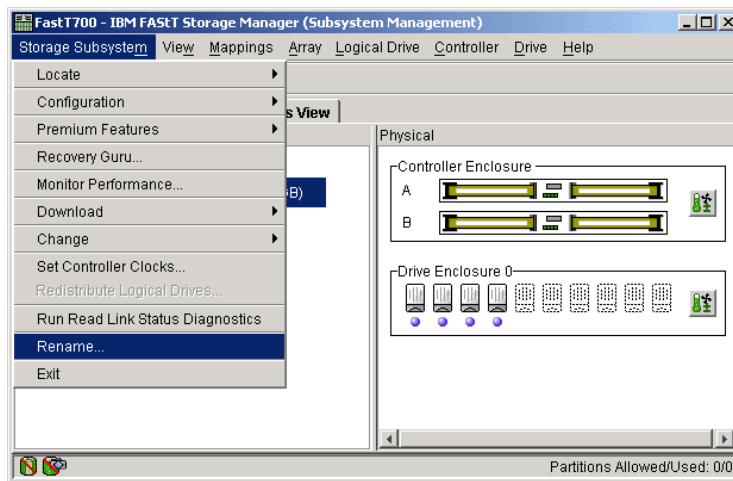 FastT700 - IBM FAStT Storage Manager (Subsystem Management)
Storage Subsystem View Mappings Array Logical Drive Controller Drive Help
Locate
Configuration
Premium Features
Recovery Guru...
Monitor Performance...
Download
Change
Set Controller Clocks...
Redistribute Logical Drives...
Run Read Link Status Diagnostics
Rename...
Exit
s View
GB)
Physical
Controller Enclosure
A
B
Drive Enclosure 0
Partitions Allowed/Used: 0/0